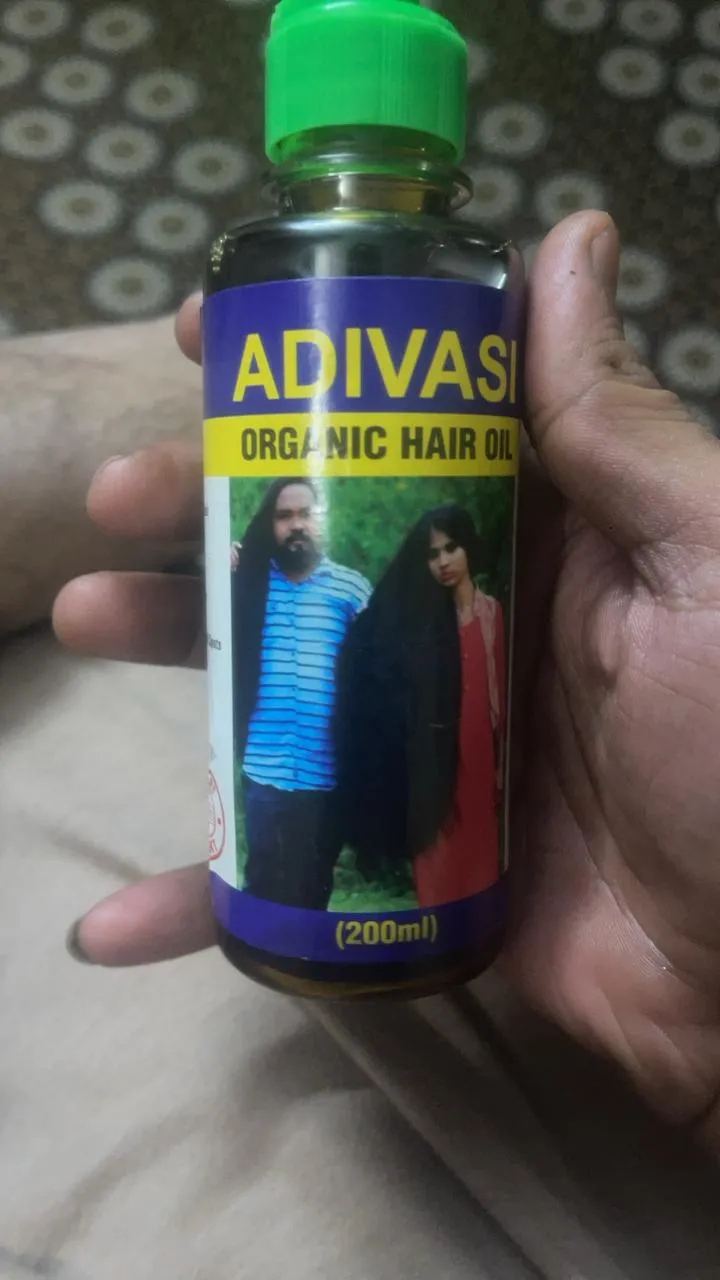 ADIVASI
ORGANIC HAIR OIL
(200ml)